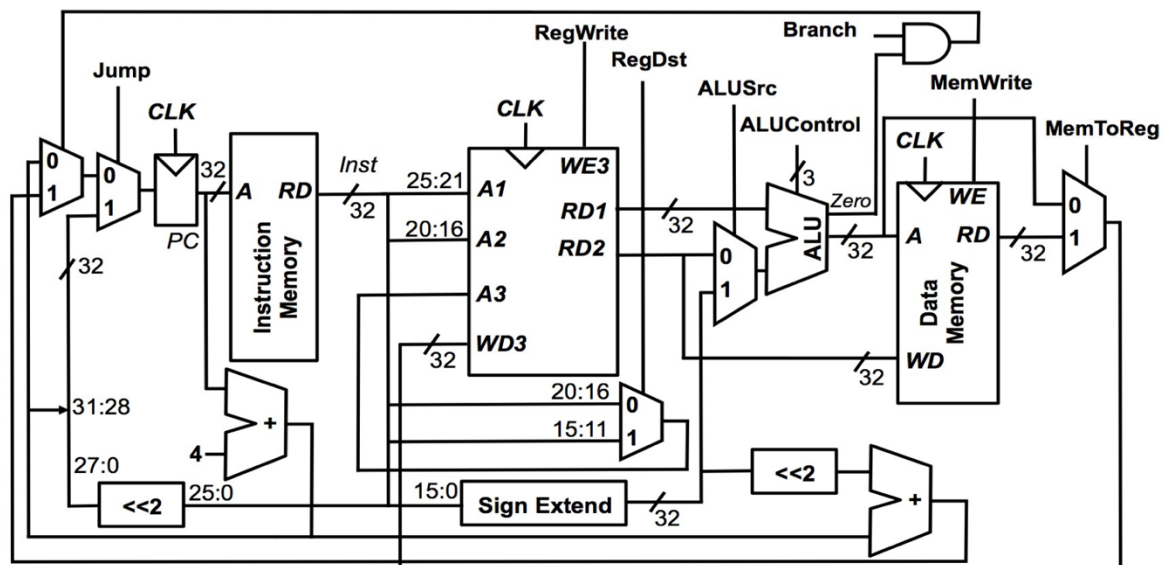 Branch
RegWrite
RegDst
Jump
ALUSrc
MemWrite
CLK
CLK
ALUControl
CLK
MemToReg
0
1
0
1
32
A
RD
Inst
32
25:21
A1
WE3
3
Zero
WE
0
PC
20:16
A2
RD1
32
ALU
32
A
RD
32
1
32
Instruction
Memory
RD2
0
1
A3
Data
Memory
WD3
32
32
WD
31:28
+
4
20:16
0
15:11
1
27:0
<<2
25:0
15:0
Sign Extend
32
<<2
+